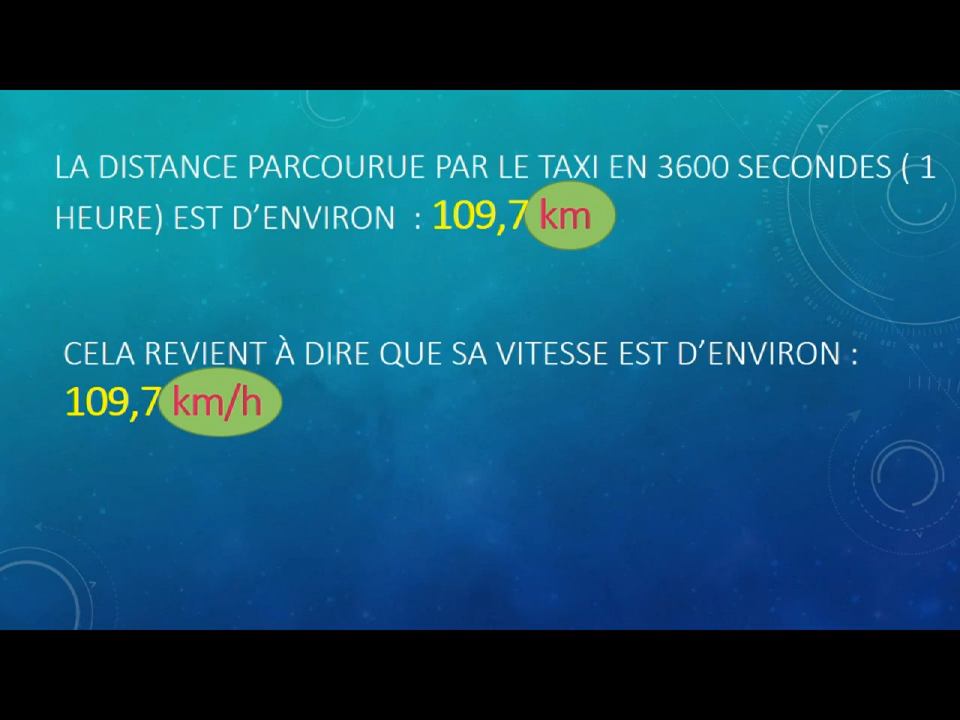 LA DISTANCE PARCOURUE PAR LE TAXI EN 3600 SECONDES ( 1
HEURE) EST D’ENVIRON : 109,7 km
CELA REVIENT À DIRE QUE SA VITESSE EST D’ENVIRON :
109,7 km/h